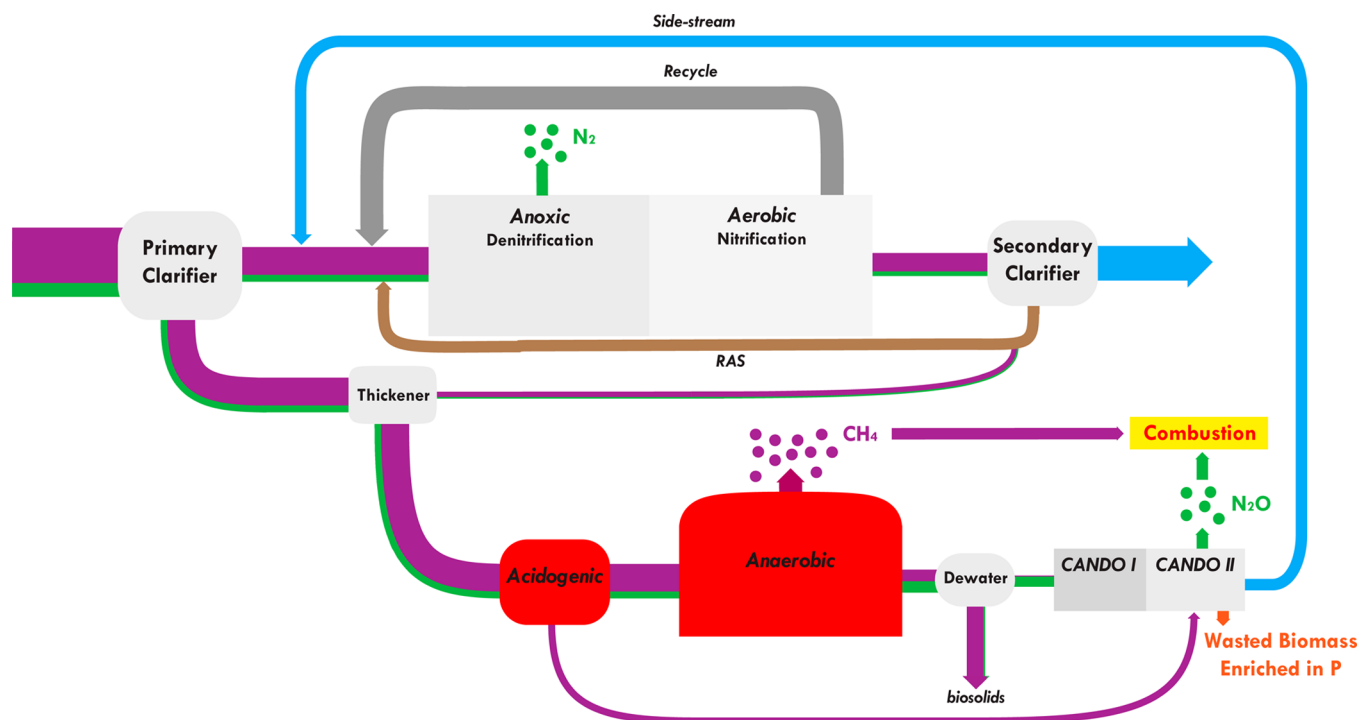 Side-stream
Recycle
N₂
Anoxic
Denitrification
Aerobic
Nitrification
Primary
Clarifier
Secondary
Clarifier
RAS
Thickener
CH₄
Combustion
N₂O
Acidogenic
Anaerobic
Dewater
CANDO I
CANDO II
Wasted Biomass
Enriched in P
biosolids